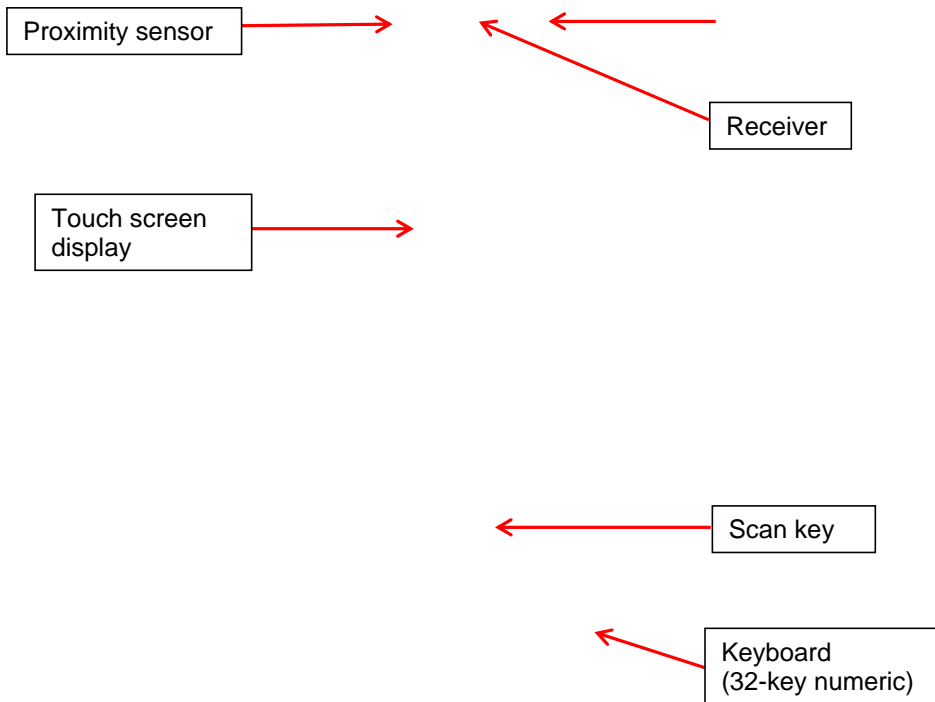 Proximity sensor
Receiver
Touch screen
display
Scan key
Keyboard
(32-key numeric)